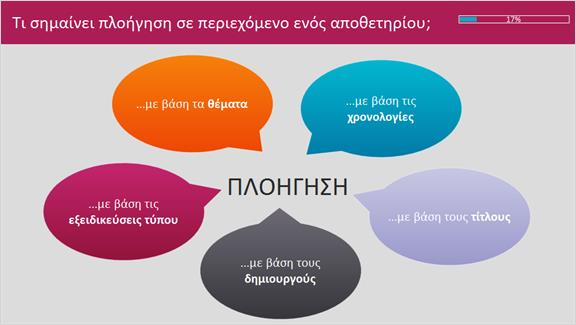 Τι σημαίνει πλοήγηση σε περιεχόμενο ενός αποθετηρίου;
17%
...με βάση τα θέματα
...με βάση τις
χρονολογίες
...με βάση τις
εξειδικεύσεις τύπου
ΠΛΟΗΓΗΣΗ
...με βάση τους τίτλους
...με βάση τους
δημιουργούς